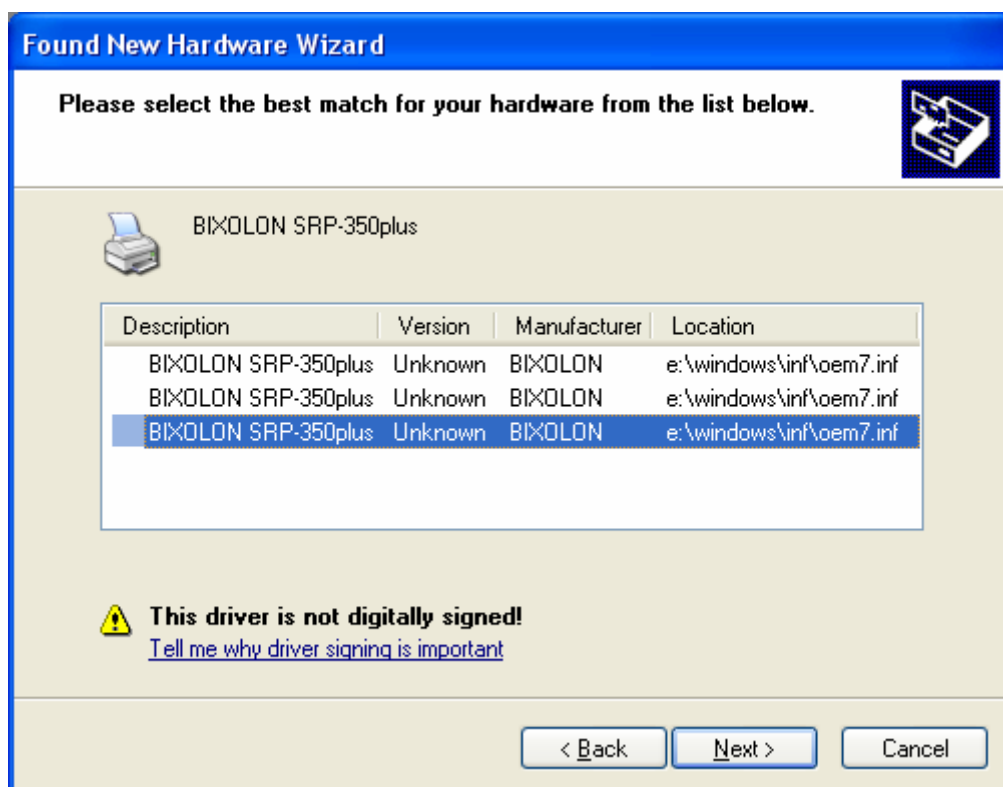 Found New Hardware Wizard
Please select the best match for your hardware from the list below.
BIXOLON SRP-350plus
Description Version Manufacturer Location
BIXOLON SRP-350plus Unknown BIXOLON e:\windows\inf\oem7.inf
BIXOLON SRP-350plus Unknown BIXOLON e:\windows\inf\oem7.inf
BIXOLON SRP-350plus Unknown BIXOLON e:\windows\inf\oem7.inf
This driver is not digitally signed!
Tell me why driver signing is important
< Back Next > Cancel